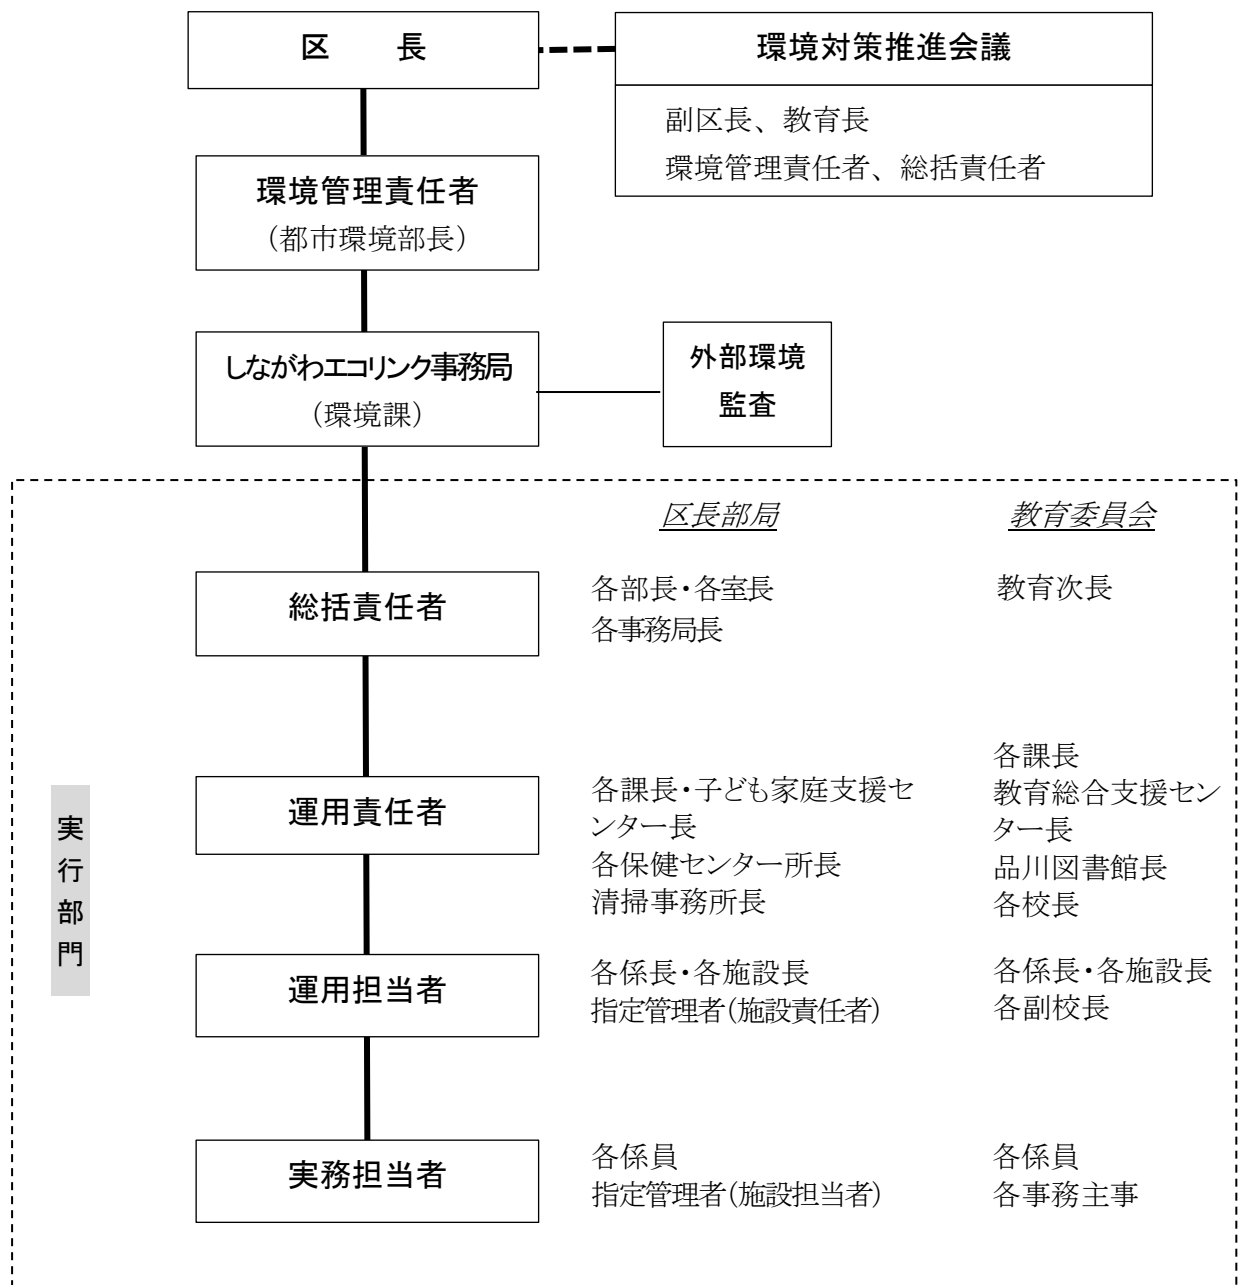 区　　長
環境対策推進会議
副区長、教育長
環境管理責任者、総括責任者
環境管理責任者
（都市環境部長）
しながわエコリンク事務局
（環境課）
外部環境
監査
区長部局
教育委員会
総括責任者
各部長・各室長
各事務局長
教育次長
実行部門
運用責任者
各課長・子ども家庭支援セ
ンター長
各保健センター所長
清掃事務所長
各課長
教育総合支援セン
ター長
品川図書館長
各校長
運用担当者
各係長・各施設長
指定管理者（施設責任者）
各係長・各施設長
各副校長
実務担当者
各係員
指定管理者（施設担当者）
各係員
各事務主事